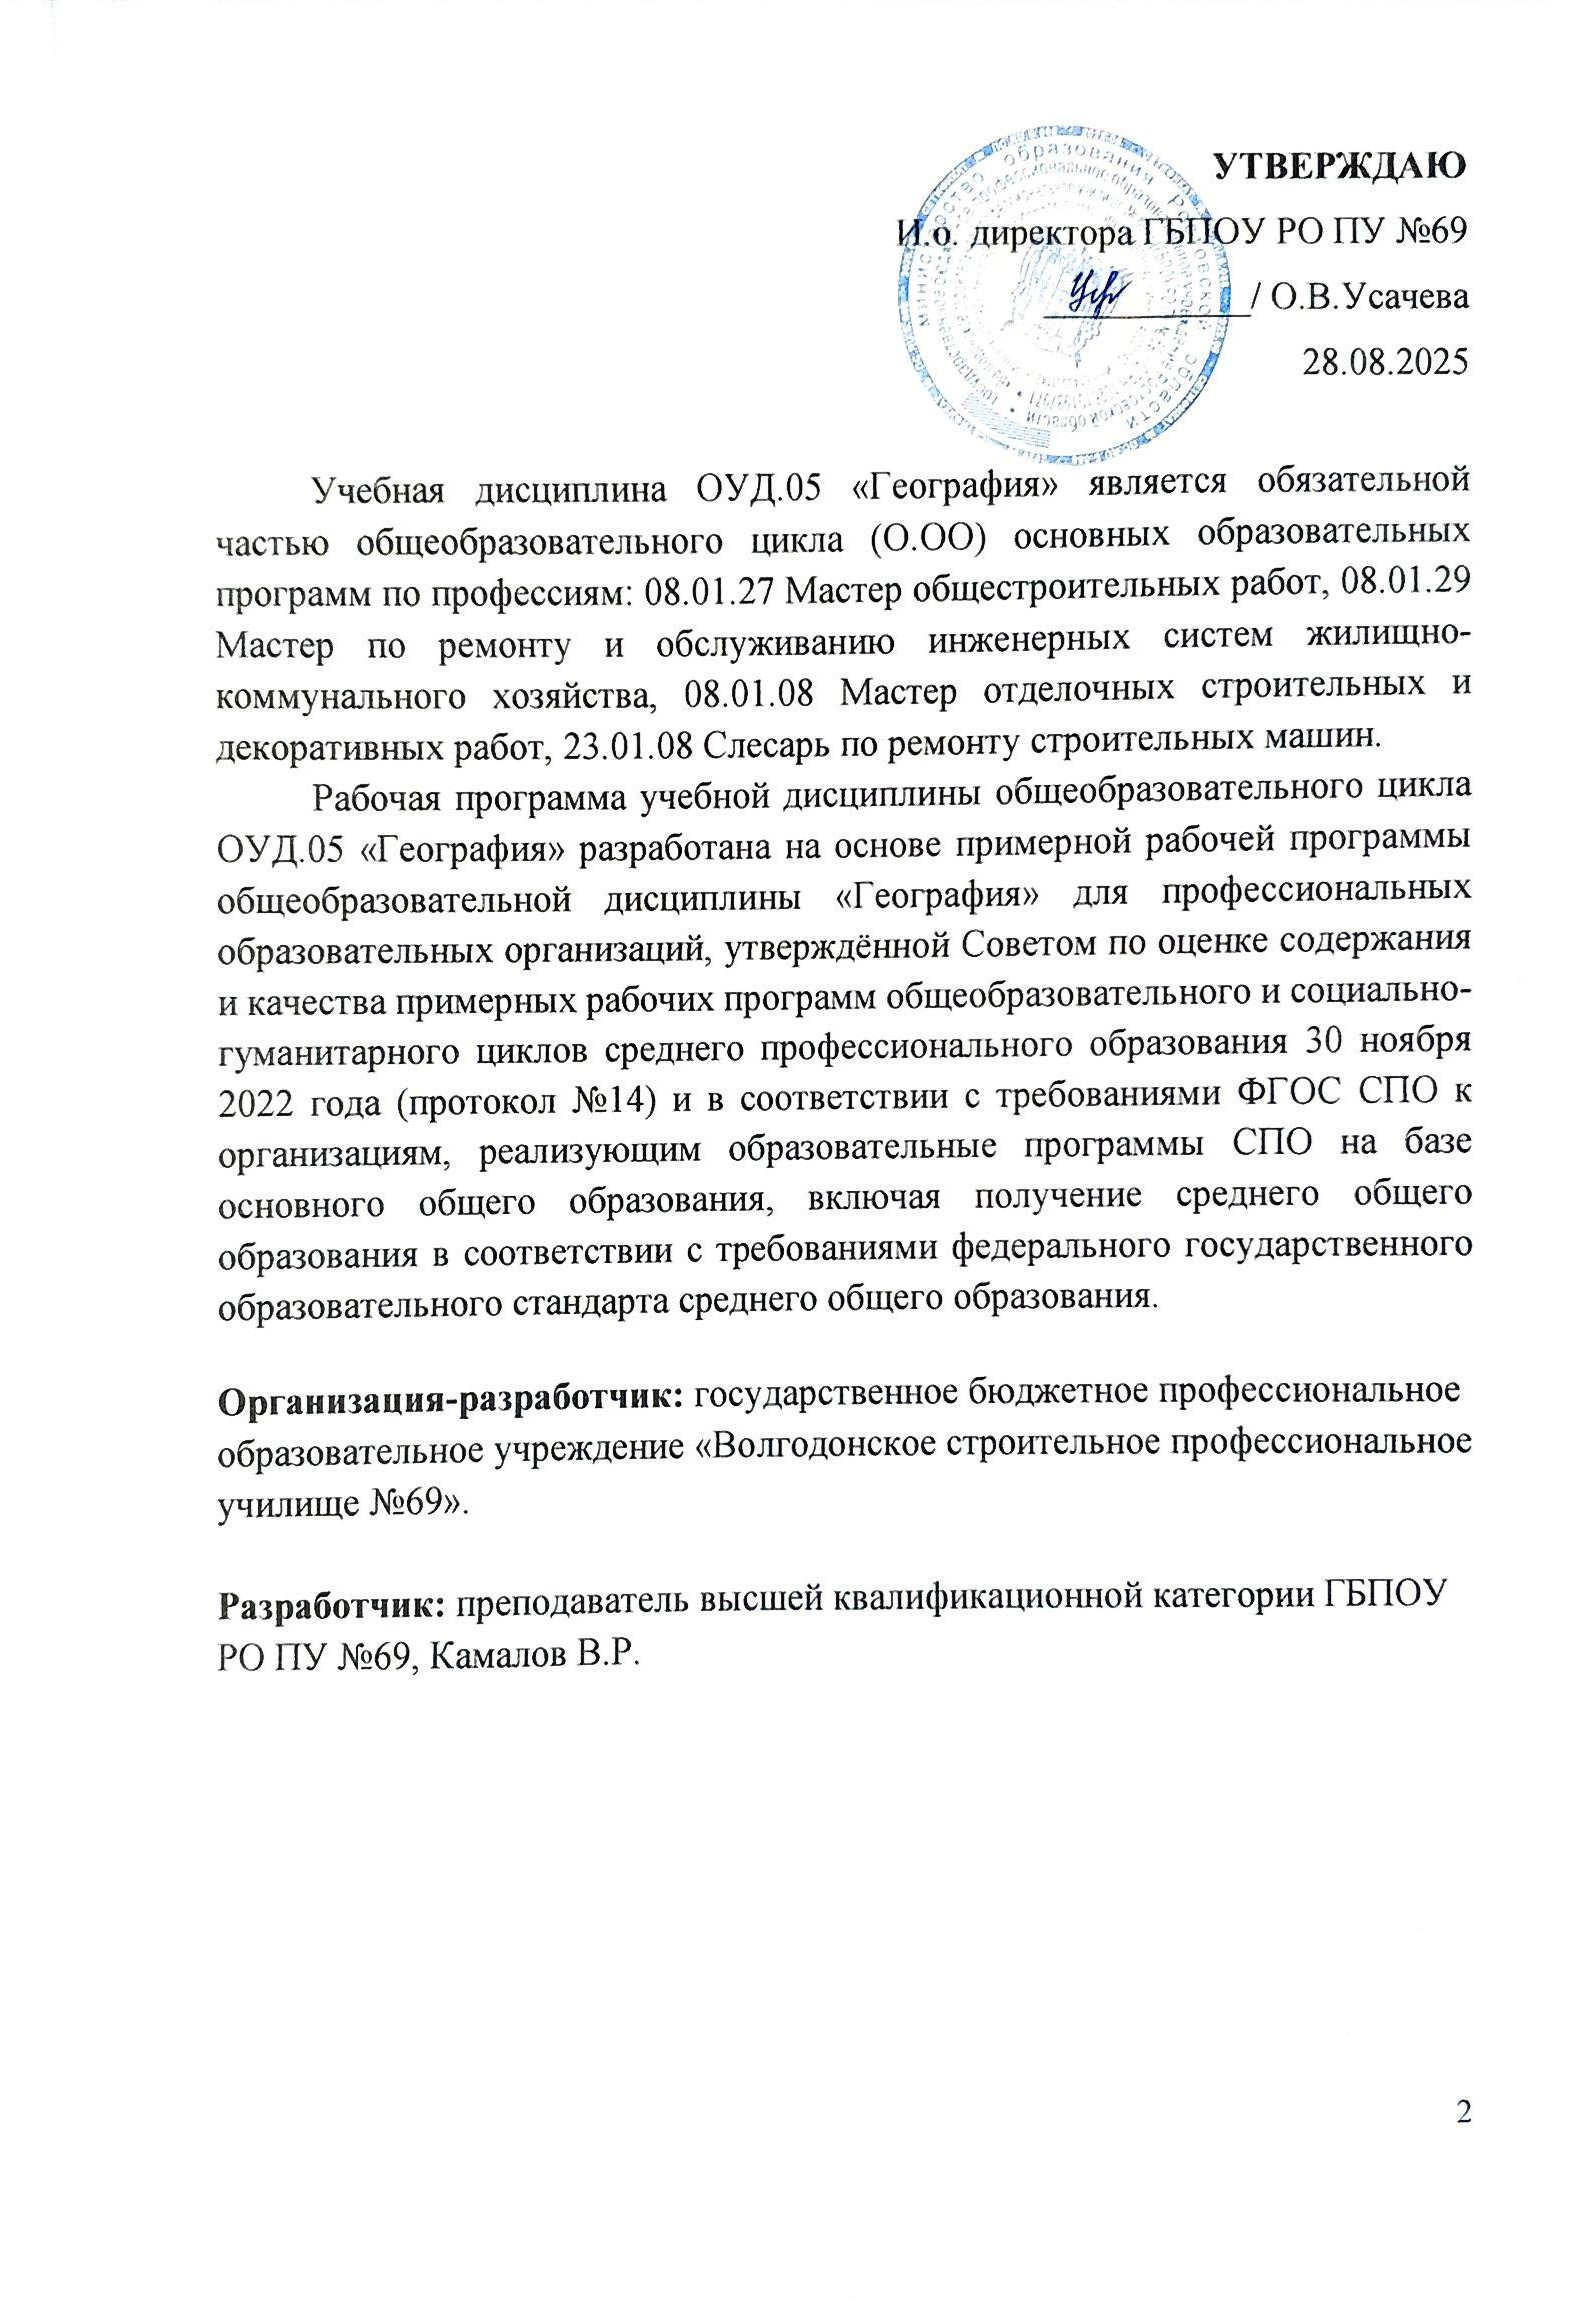 УТВЕРЖДАЮ
И.о. директора ГБПОУ РО ПУ №69
/ О.В.Усачева
28.08.2025
министерство образования Ростовской области
Учебная дисциплина ОУД.05 «География» является обязательной
частью общеобразовательного цикла (О.ОО) основных образовательных
программ по профессиям: 08.01.27 Мастер общестроительных работ, 08.01.29
Мастер по ремонту и обслуживанию инженерных систем жилищно-
коммунального хозяйства, 08.01.08 Мастер отделочных строительных и
декоративных работ, 23.01.08 Слесарь по ремонту строительных машин.
Рабочая программа учебной дисциплины общеобразовательного цикла
ОУД.05 «География» разработана на основе примерной рабочей программы
общеобразовательной дисциплины «География» для профессиональных
образовательных организаций, утверждённой Советом по оценке содержания
и качества примерных рабочих программ общеобразовательного и социально-
гуманитарного циклов среднего профессионального образования 30 ноября
2022 года (протокол №14) и в соответствии с требованиями ФГОС СПО к
организациям, реализующим образовательные программы СПО на базе
основного общего образования, включая получение среднего общего
образования в соответствии с требованиями федерального государственного
образовательного стандарта среднего общего образования.
Организация-разработчик: государственное бюджетное профессиональное
образовательное учреждение «Волгодонское строительное профессиональное
училище №69».
Разработчик: преподаватель высшей квалификационной категории ГБПОУ
РО ПУ №69, Камалов В.Р.
2